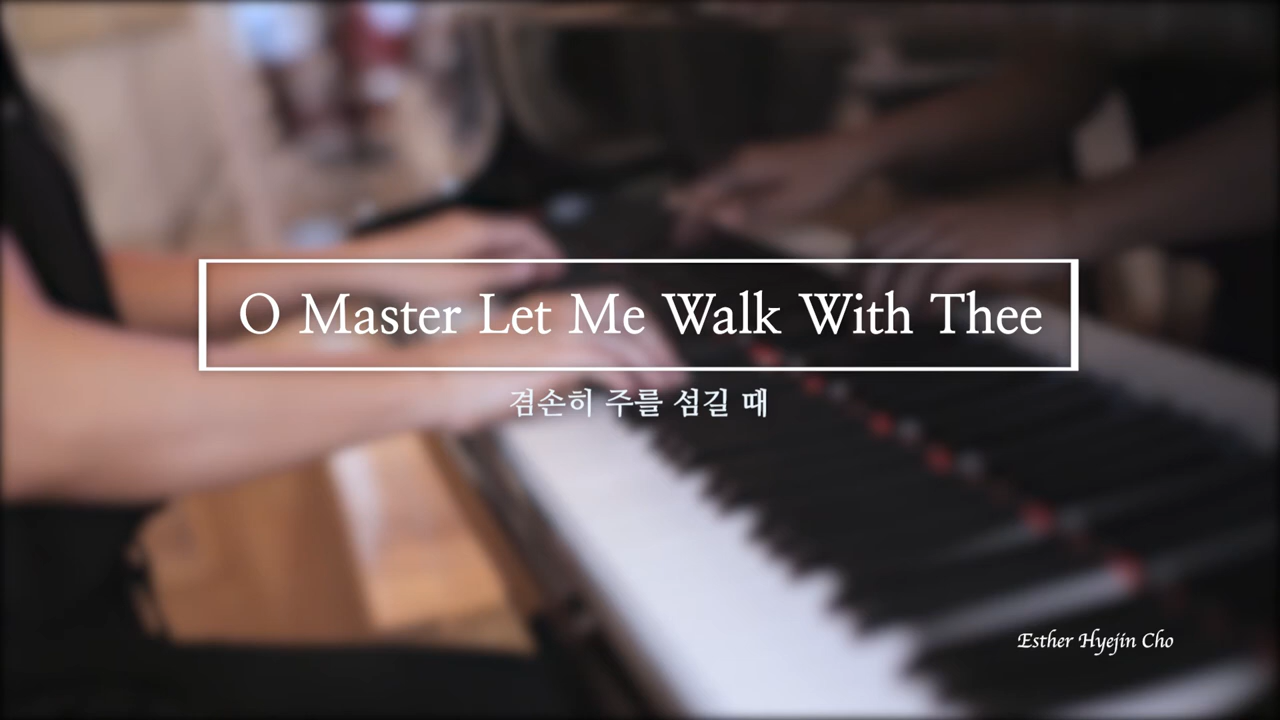 O Master Let Me Walk With Thee
겸손히 주를 섬길 때
Esther Hyejin Cho